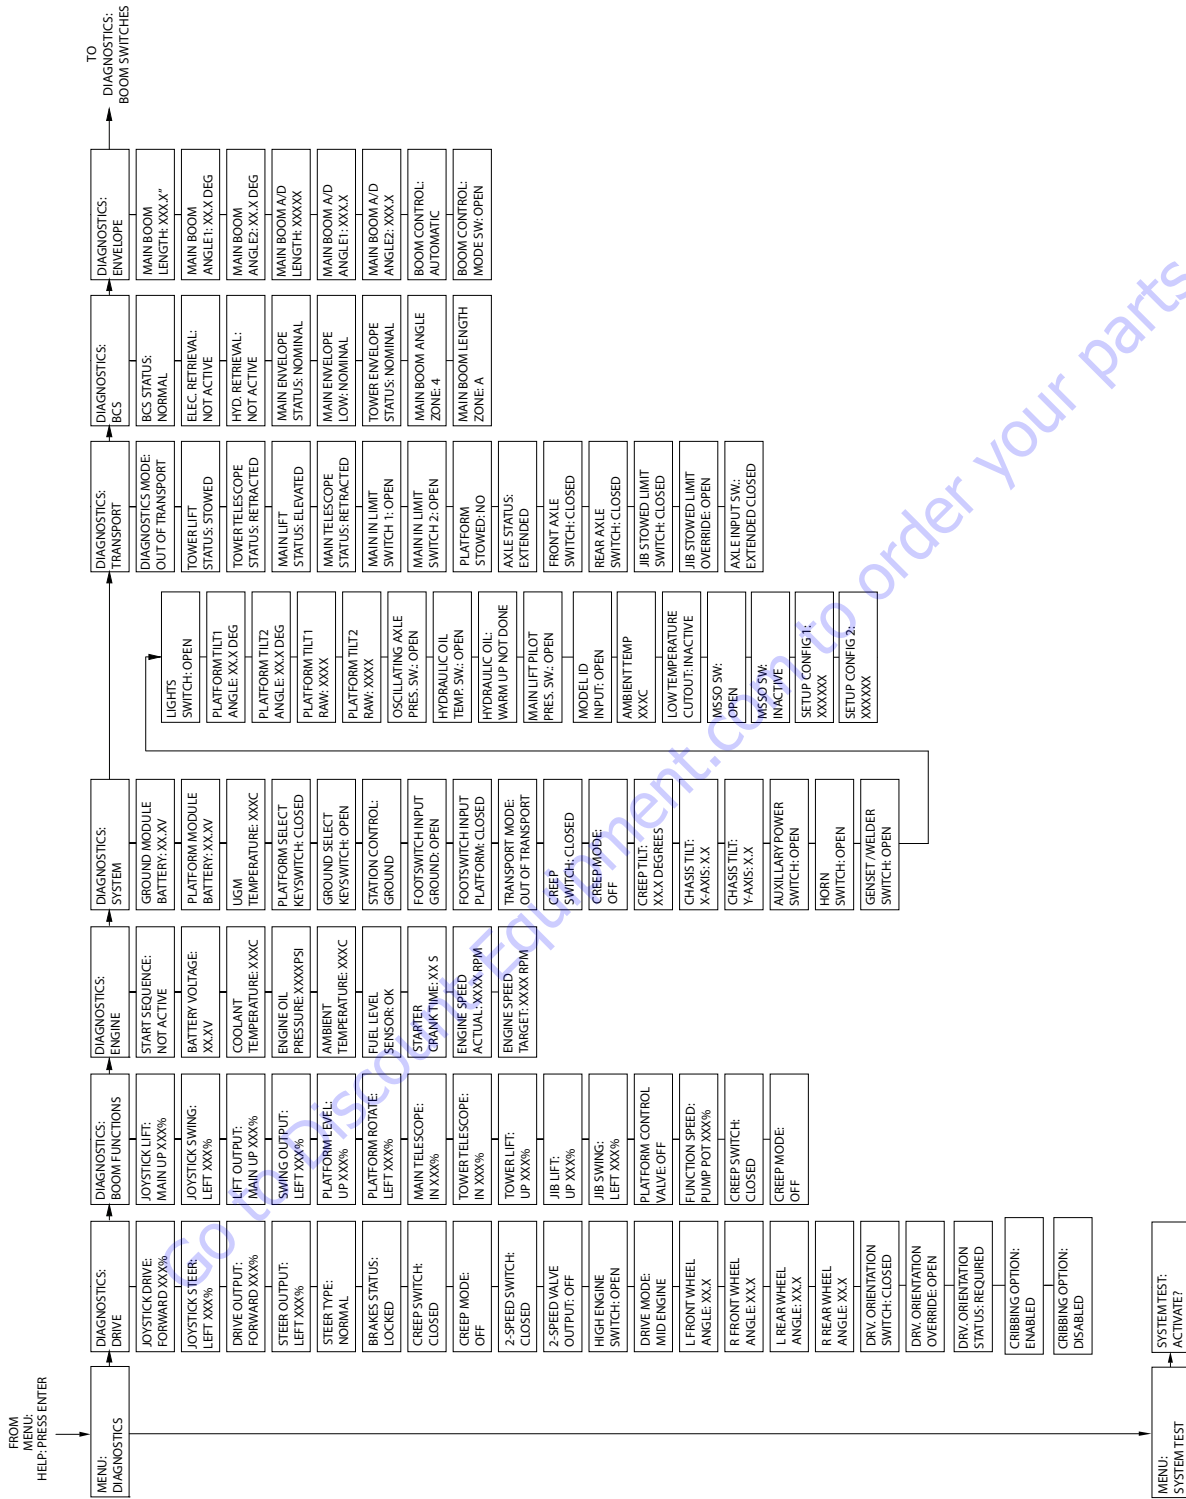 FROM
MENU:
HELP: PRESS ENTER
MENU:
DIAGNOSTICS
DIAGNOSTICS:
DRIVE
JOYSTICK DRIVE:
FORWARD XXX%
JOYSTICK STEER:
LEFT XXX%
DRIVE OUTPUT:
FORWARD XXX%
STEER OUTPUT:
LEFT XXX%
STEER TYPE:
NORMAL
BRAKES STATUS:
LOCKED
CREEP SWITCH:
CLOSED
CREEP MODE:
OFF
2-SPEED SWITCH:
CLOSED
2-SPEED VALVE
OUTPUT: OFF
HIGH ENGINE
SWITCH: OPEN
DRIVE MODE:
MID ENGINE
L FRONT WHEEL
ANGLE: XX.X
R FRONT WHEEL
ANGLE: XX.X
L REAR WHEEL
ANGLE: XX.X
R REAR WHEEL
ANGLE: XX.X
DRV. ORIENTATION
SWITCH: CLOSED
DRV. ORIENTATION
OVERRIDE: OPEN
DRV. ORIENTATION
STATUS: REQUIRED
CRIBBING OPTION:
ENABLED
CRIBBING OPTION:
DISABLED
DIAGNOSTICS:
BOOM FUNCTIONS
JOYSTICK LIFT:
MAIN UP XXX%
JOYSTICK SWING:
LEFT XXX%
LIFT OUTPUT:
MAIN UP XXX%
SWING OUTPUT:
LEFT XXX%
PLATFORM LEVEL:
UP XXX%
PLATFORM ROTATE:
LEFT XXX%
MAIN TELESCOPE:
IN XXX%
TOWER TELESCOPE:
IN XXX%
TOWER LIFT:
UP XXX%
JIB LIFT:
UP XXX%
JIB SWING:
LEFT XXX%
PLATFORM CONTROL
VALVE: OFF
FUNCTION SPEED:
PUMP POT XXX%
CREEP SWITCH:
CLOSED
CREEP MODE:
OFF
DIAGNOSTICS:
ENGINE
START SEQUENCE:
NOT ACTIVE
BATTERY VOLTAGE:
XX.XV
COOLANT
TEMPERATURE: XXXC
ENGINE OIL
PRESSURE: XXXXPSI
AMBIENT
TEMPERATURE: XXXC
FUEL LEVEL
SENSOR: OK
STARTER
CRANK TIME: XX S
ENGINE SPEED
ACTUAL: XXXX RPM
ENGINE SPEED
TARGET: XXXX RPM
DIAGNOSTICS:
SYSTEM
GROUND MODULE
BATTERY: XX.XV
PLATFORM MODULE
BATTERY: XX.XV
UGM
TEMPERATURE: XXXC
PLATFORM SELECT
KEYSWITCH: CLOSED
GROUND SELECT
KEYSWITCH: OPEN
STATION CONTROL:
GROUND
FOOTSWITCH INPUT
GROUND: OPEN
FOOTSWITCH INPUT
PLATFORM: CLOSED
TRANSPORT MODE:
OUT OF TRANSPORT
CREEP
SWITCH: CLOSED
CREEP MODE:
OFF
CREEP TILT:
XX.X DEGREES
CHASIS TILT:
X-AXIS: X.X
CHASIS TILT:
Y-AXIS: X.X
AUXILLARY POWER
SWITCH: OPEN
HORN
SWITCH: OPEN
GENSET /WELDER
SWITCH: OPEN
LIGHTS
SWITCH: OPEN
PLATFORM TILT1
ANGLE: XX.X DEG
PLATFORM TILT2
ANGLE: XX.X DEG
PLATFORM TILT1
RAW: XXXX
PLATFORM TILT2
RAW: XXXX
OSCILLATING AXLE
PRES. SW.: OPEN
HYDRAULIC OIL
TEMP. SW.: OPEN
HYDRAULIC OIL:
WARM UP NOT DONE
MAIN LIFT PILOT
PRES. SW.: OPEN
MODEL ID
INPUT: OPEN
AMBIENT TEMP
XXXC
LOW TEMPERATURE
CUTOUT: INACTIVE
MSSO SW:
OPEN
MSSO SW:
INACTIVE
SETUP CONFIG 1:
XXXXXX
SETUP CONFIG 2:
XXXXXX
DIAGNOSTICS:
TRANSPORT
DIAGNOSTICS MODE:
OUT OF TRANSPORT
TOWER LIFT
STATUS: STOWED
TOWER TELESCOPE
STATUS: RETRACTED
MAIN LIFT
STATUS: ELEVATED
MAIN TELESCOPE
STATUS: RETRACTED
MAIN IN LIMIT
SWITCH 1: OPEN
MAIN IN LIMIT
SWITCH 2: OPEN
PLATFORM
STOWED: NO
AXLE STATUS:
EXTENDED
FRONT AXLE
SWITCH: CLOSED
REAR AXLE
SWITCH: CLOSED
JIB STOWED LIMIT
SWITCH: CLOSED
JIB STOWED LIMIT
OVERRIDE: OPEN
AXLE INPUT SW.:
EXTENDED CLOSED
DIAGNOSTICS:
BCS
BCS STATUS:
NORMAL
ELEC. RETRIEVAL:
NOT ACTIVE
HYD. RETRIEVAL:
NOT ACTIVE
MAIN ENVELOPE
STATUS: NOMINAL
MAIN ENVELOPE
LOW: NOMINAL
TOWER ENVELOPE
STATUS: NOMINAL
MAIN BOOM ANGLE
ZONE: 4
MAIN BOOM LENGTH
ZONE: A
DIAGNOSTICS:
ENVELOPE
MAIN BOOM
LENGTH: XXX.X"
MAIN BOOM
ANGLE1: XX.X DEG
MAIN BOOM
ANGLE2: XX.X DEG
MAIN BOOM A/D
LENGTH: XXXXX
MAIN BOOM A/D
ANGLE1: XXX.X
MAIN BOOM A/D
ANGLE2: XXX.X
BOOM CONTROL:
AUTOMATIC
BOOM CONTROL:
MODE SW: OPEN
TO
DIAGNOSTICS:
BOOM SWITCHES
MENU:
SYSTEM TEST
SYSTEM TEST:
ACTIVATE?
Go to Discount-Equipment.com to order your parts